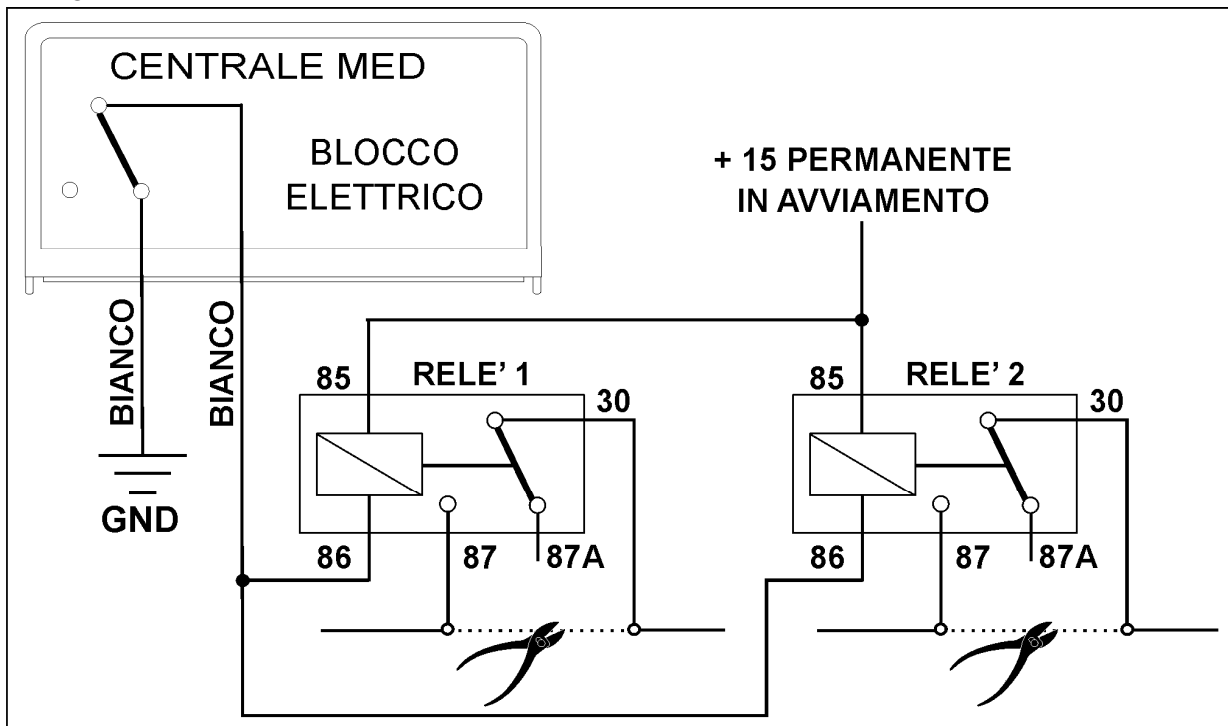 CENTRALE MED
BLOCCO
ELETTRICO
+ 15 PERMANENTE
IN AVVIAMENTO
BIANCO
BIANCO
GND
85
RELE' 1
30
86
87
87A
85
RELE' 2
30
86
87
87A